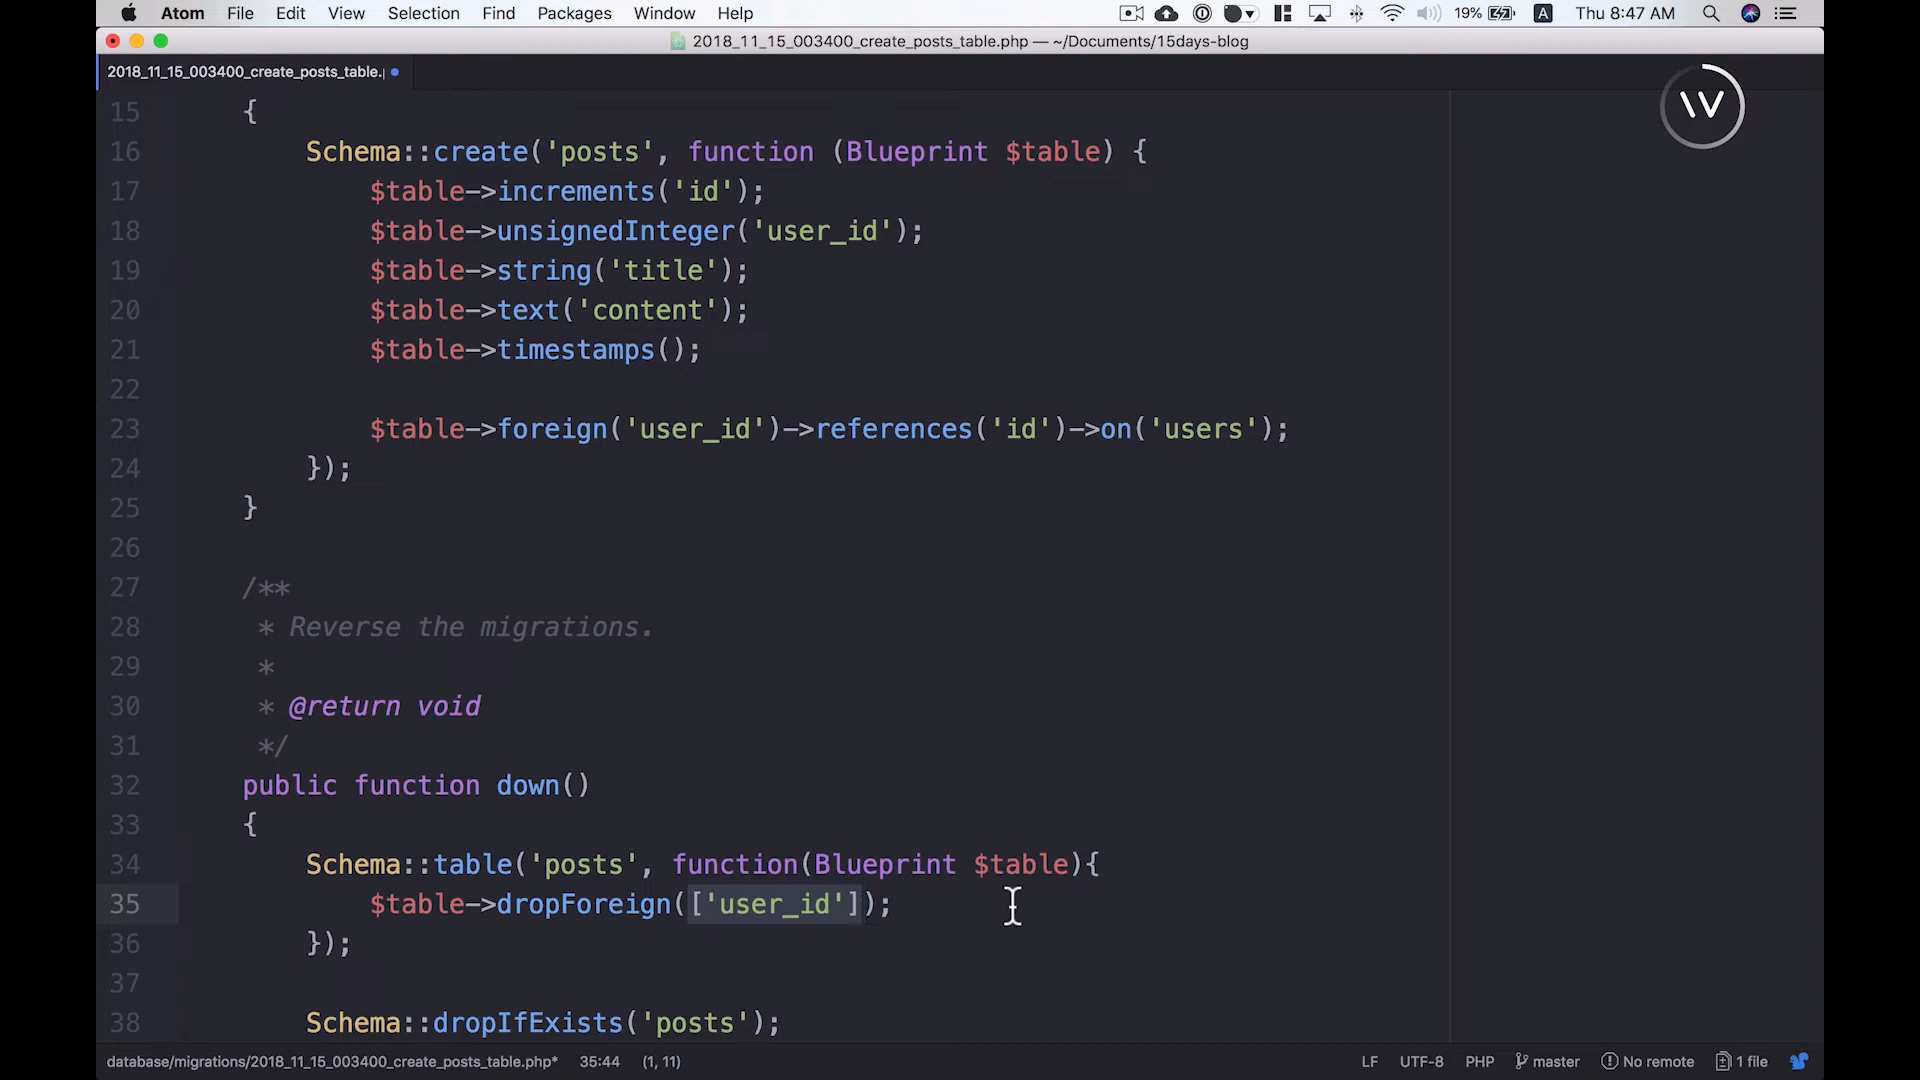 Atom File Edit View Selection Find Packages Window Help 19% A Thu 8:47 AM
2018_11_15_003400_create_posts_table.php — ~/Documents/15days-blog
2018_11_15_003400_create_posts_table.p
W
15 {
16 Schema::create('posts', function (Blueprint $table) {
17 $table->increments('id');
18 $table->unsignedInteger('user_id');
19 $table->string('title');
20 $table->text('content');
21 $table->timestamps();
22
23 $table->foreign('user_id')->references('id')->on('users');
24 });
25 }
26
27 /**
28 * Reverse the migrations.
29 *
30 * @return void
31 */
32 public function down()
33 {
34 Schema::table('posts', function(Blueprint $table){
35 $table->dropForeign(['user_id']);
36 });
37
38 Schema::dropIfExists('posts');
database/migrations/2018_11_15_003400_create_posts_table.php* 35:44 (1, 11) LF UTF-8 PHP master No remote 1 file